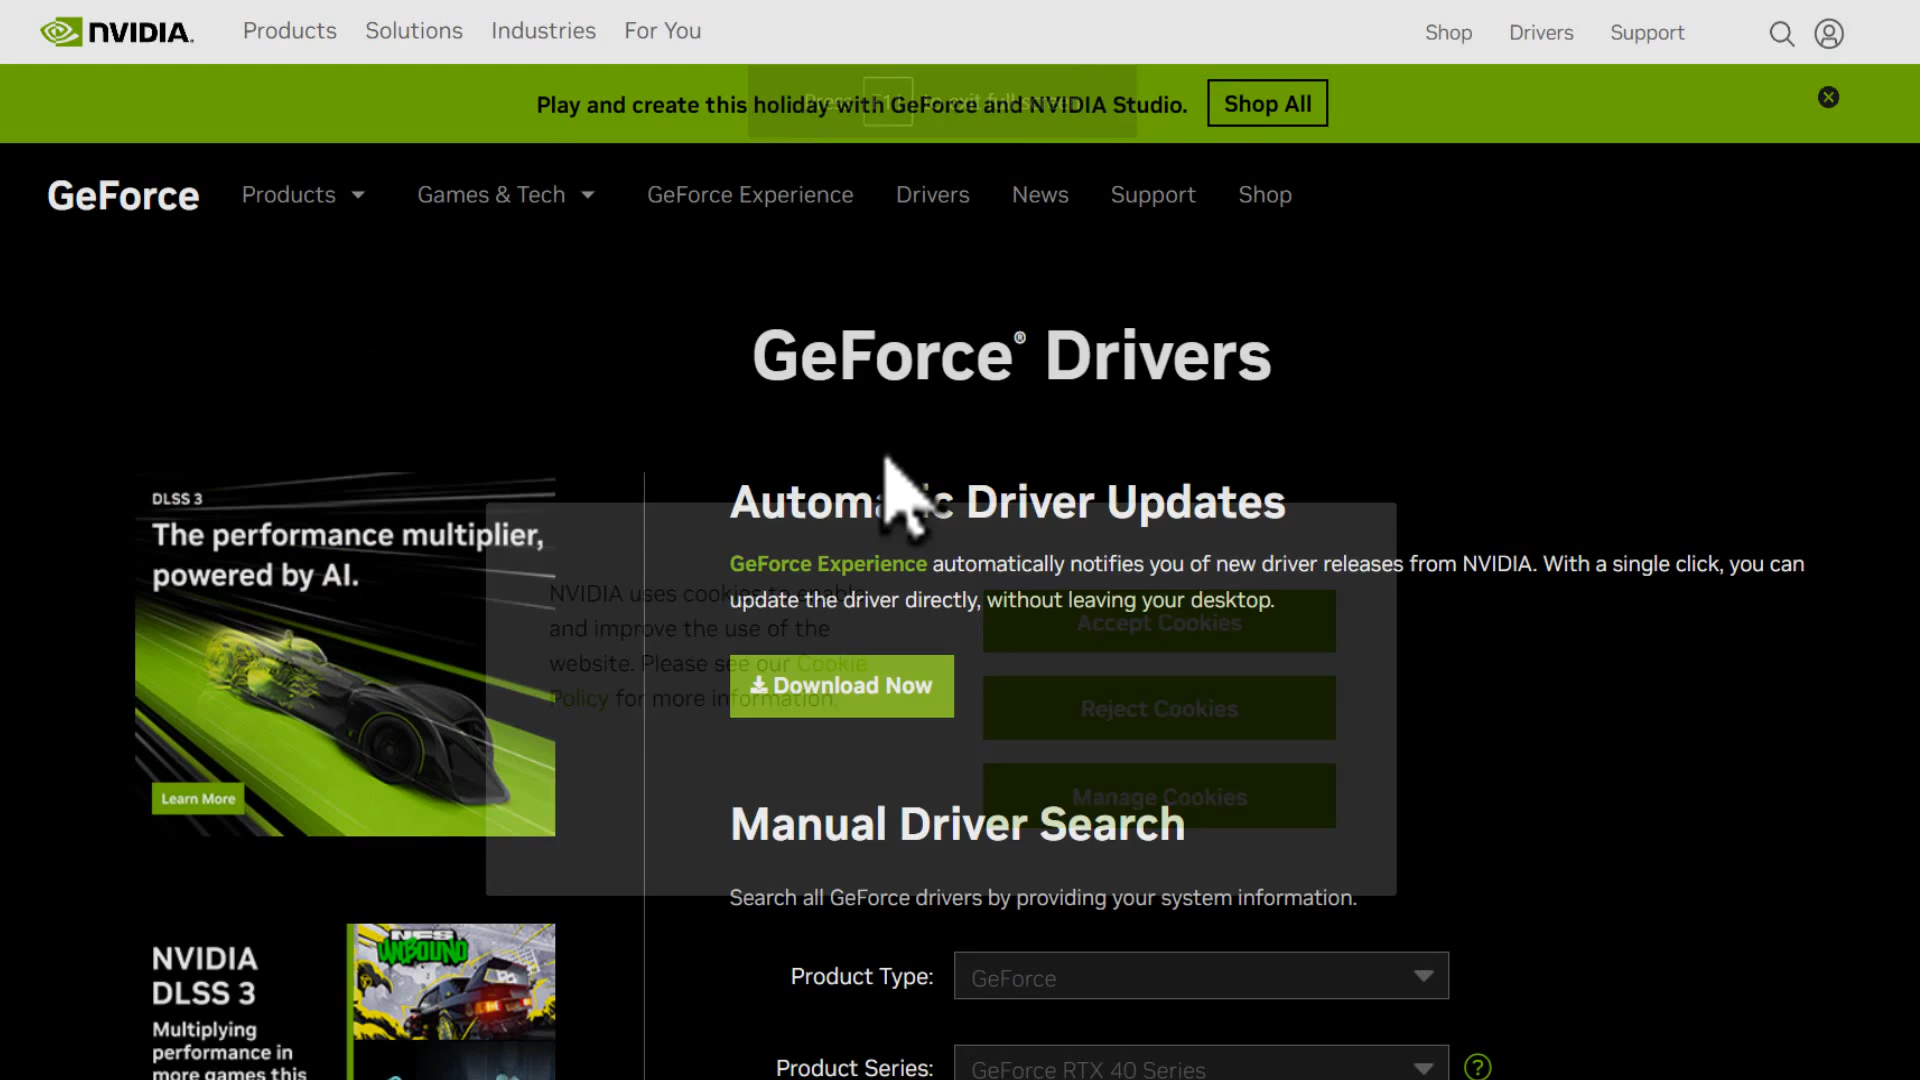 NVIDIA.
Products
Solutions
Industries
For You
Shop
Drivers
Support
Play and create this holiday with GeForce and NVIDIA Studio.
Shop All
GeForce
Products
Games & Tech
GeForce Experience
Drivers
News
Support
Shop
GeForce® Drivers
DLSS 3
The performance multiplier,
powered by AI.
Learn More
Driver Updates
GeForce Experience automatically notifies you of new driver releases from NVIDIA. With a single click, you can
update the driver directly, without leaving your desktop.
Download Now
NVIDIA uses cookies to enable
and improve the use of the
website. Please see our Cookie
Policy for more information.
Accept Cookies
Reject Cookies
Manage Cookies
Manual Driver Search
Search all GeForce drivers by providing your system information.
Product Type:
GeForce
Product Series:
GeForce RTX 40 Series
?
NVIDIA
DLSS 3
Multiplying
performance in
more games this
NFS
UNBOUND